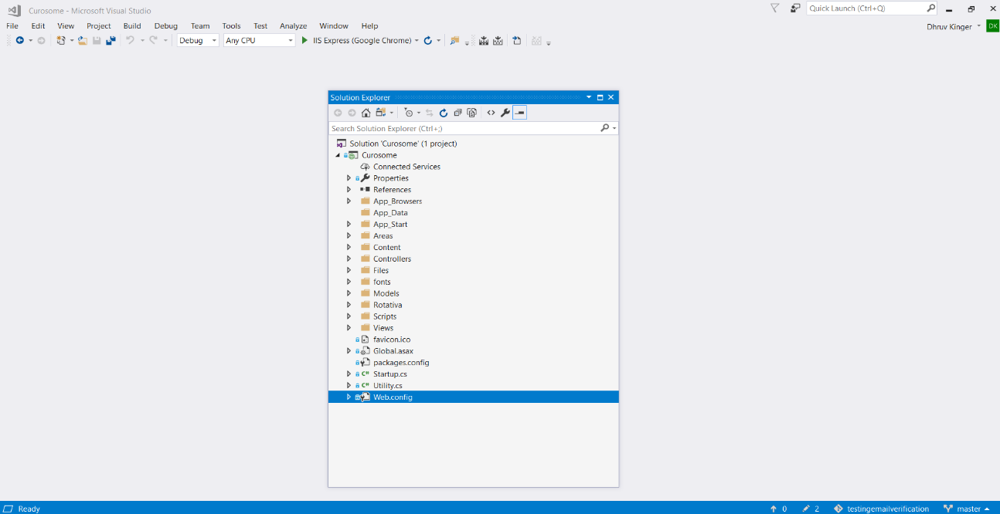 Curosome - Microsoft Visual Studio
Quick Launch (Ctrl+Q)
File Edit View Project Build Debug Team Tools Test Analyze Window Help
Dhruv Kinger DK
Debug Any CPU IIS Express (Google Chrome)
Solution Explorer
Search Solution Explorer (Ctrl+;)
Solution 'Curosome' (1 project)
Curosome
Connected Services
Properties
References
App_Browsers
App_Data
App_Start
Areas
Content
Controllers
Files
fonts
Models
Rotativa
Scripts
Views
favicon.ico
Global.asax
packages.config
C# Startup.cs
C# Utility.cs
Web.config
Ready 0 2 testingemailverification master